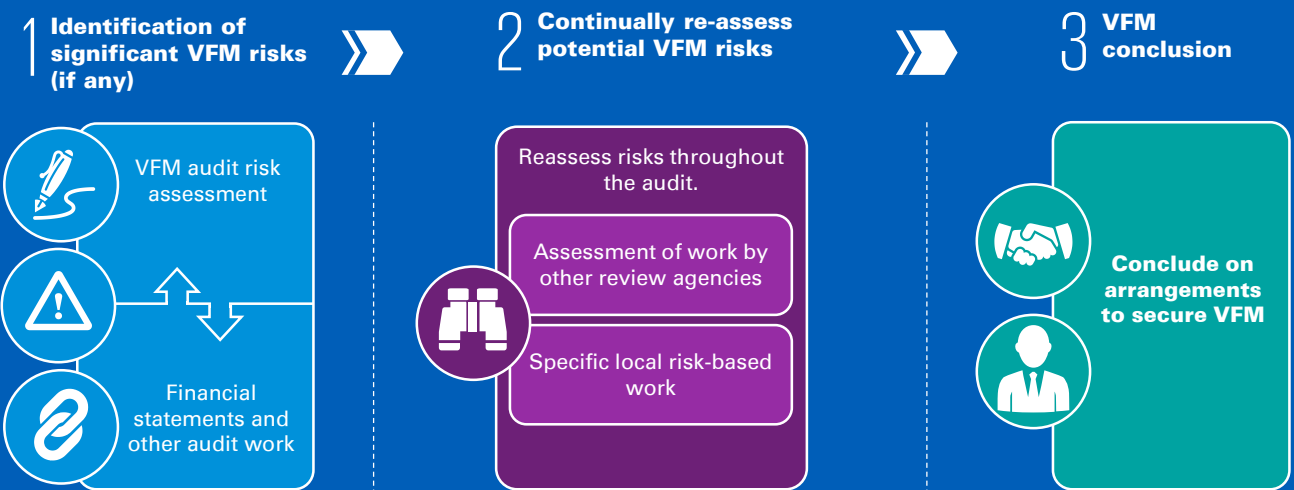 1
Identification of
significant VFM risks
(if any)
2
Continually re-assess
potential VFM risks
3
VFM
conclusion
VFM audit risk
assessment
Financial
statements and
other audit work
Reassess risks throughout
the audit.
Assessment of work by
other review agencies
Specific local risk-based
work
Conclude on
arrangements
to secure VFM